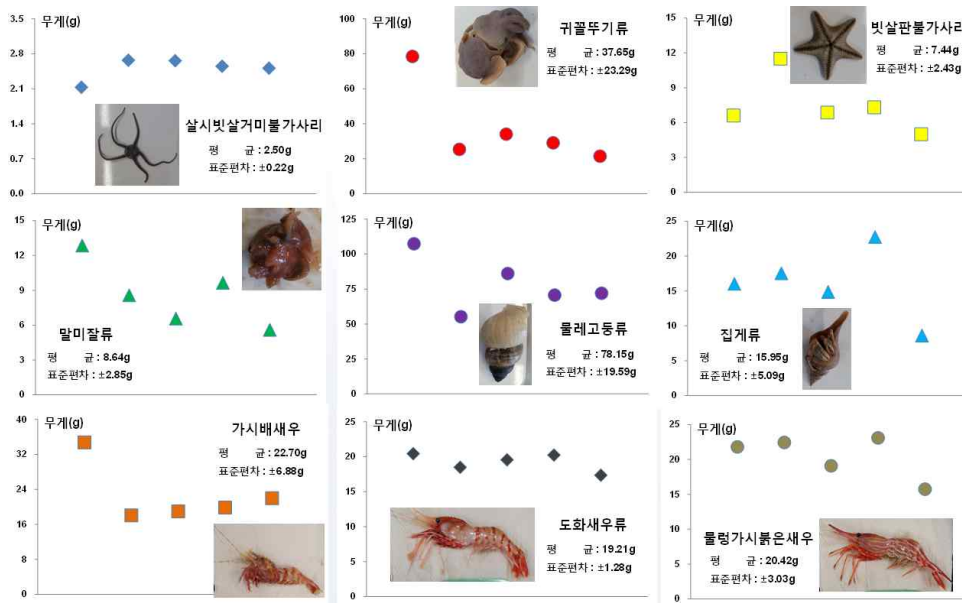 무게(g)
3.5
2.8
2.1
1.4
0.7
0.0
살시빗살거미불가사리
평 균 : 2.50g
표준편차 : ±0.22g
무게(g)
100
80
60
40
20
0
귀꼴뚜기류
평 균 : 37.65g
표준편차 : ±23.29g
무게(g)
15
12
9
6
3
0
빗살판불가사리
평 균 : 7.44g
표준편차 : ±2.43g
무게(g)
15
12
9
6
3
0
말미잘류
평 균 : 8.64g
표준편차 : ±2.85g
무게(g)
125
100
75
50
25
0
물레고둥류
평 균 : 78.15g
표준편차 : ±19.59g
무게(g)
25
20
15
10
5
0
집게류
평 균 : 15.95g
표준편차 : ±5.09g
무게(g)
40
32
24
16
8
0
가시배새우
평 균 : 22.70g
표준편차 : ±6.88g
무게(g)
25
20
15
10
5
0
도화새우류
평 균 : 19.21g
표준편차 : ±1.28g
무게(g)
25
20
15
10
5
0
물렁가시붉은새우
평 균 : 20.42g
표준편차 : ±3.03g